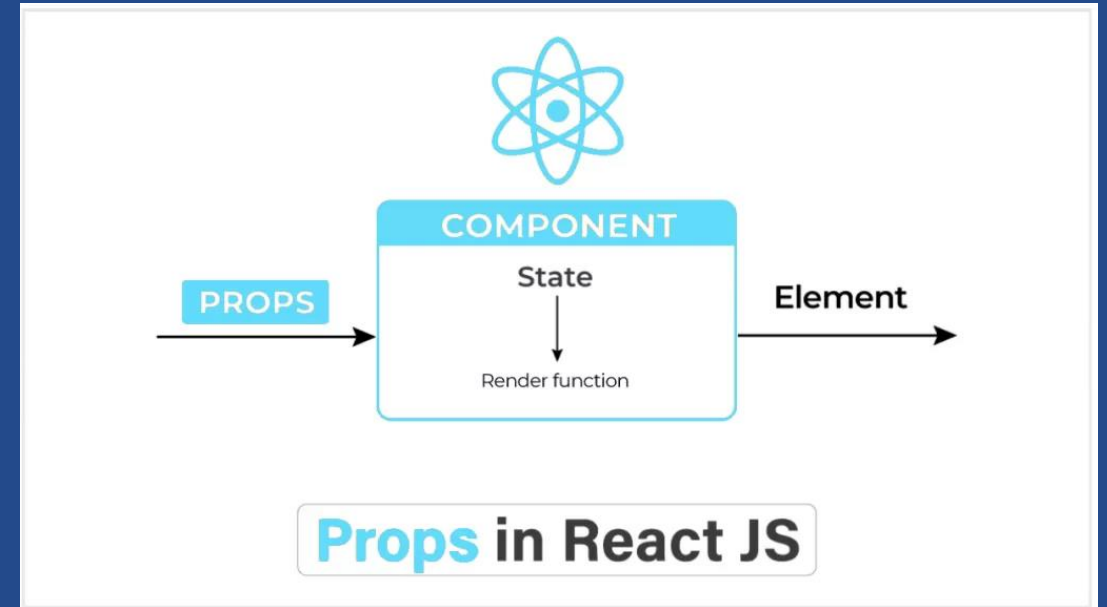 COMPONENT
State
PROPS
Element
Render function
Props in React JS